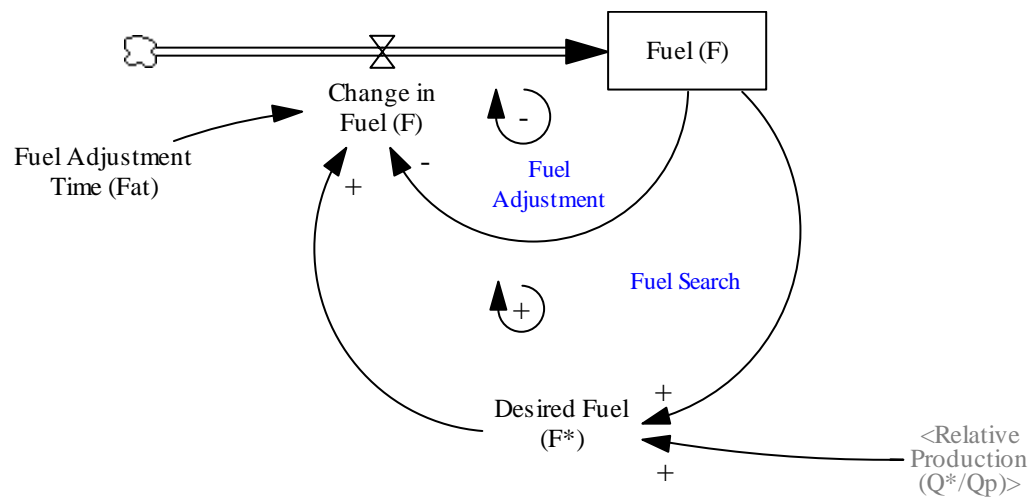 Fuel (F)
Change in
Fuel (F)
-
Fuel Adjustment
Time (Fat)
-
+
Fuel
Adjustment
Fuel Search
+
Desired Fuel
(F*)
+
+
<Relative
Production
(Q*/Qp)>